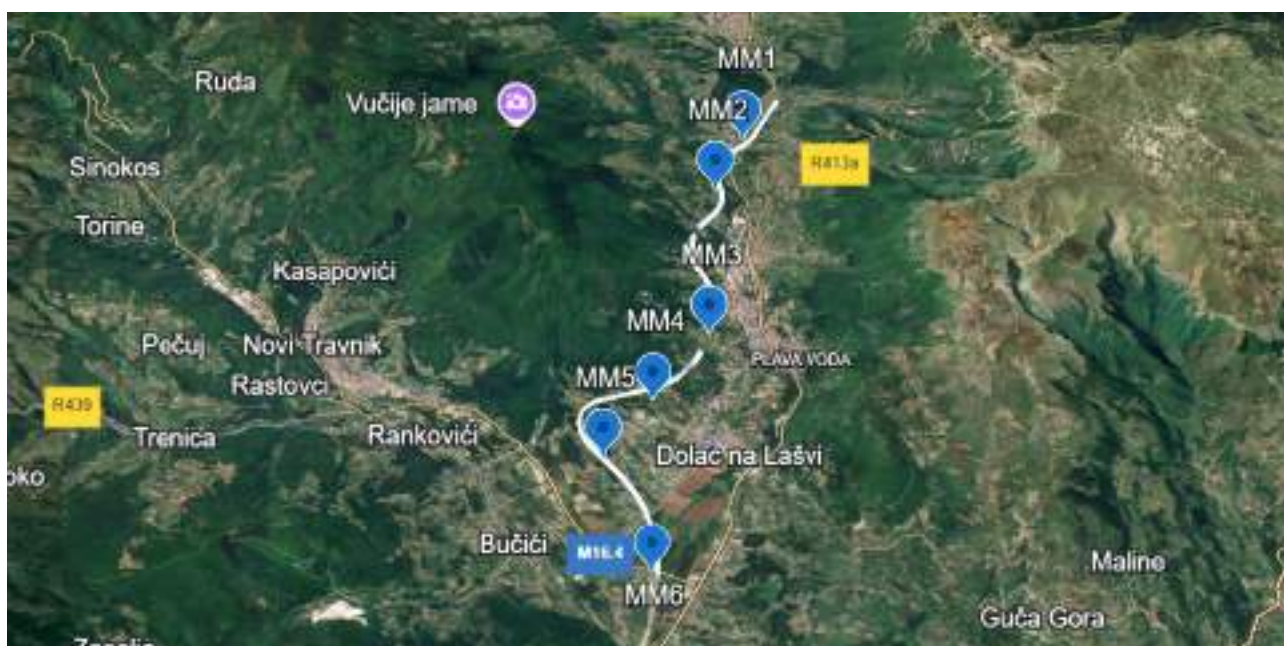 MM1
Ruda
Vučije jame
MM2
R413a
Sinokos
Torine
MM3
Kasapovići
MM4
Pečuj
Novi Travnik
PLAVA VODA
MM5
Rastovci
R439
Trenica
Rankovići
Dolac na Lašvi
oko
Bučići
M16.4
Maline
MM6
Guča Gora